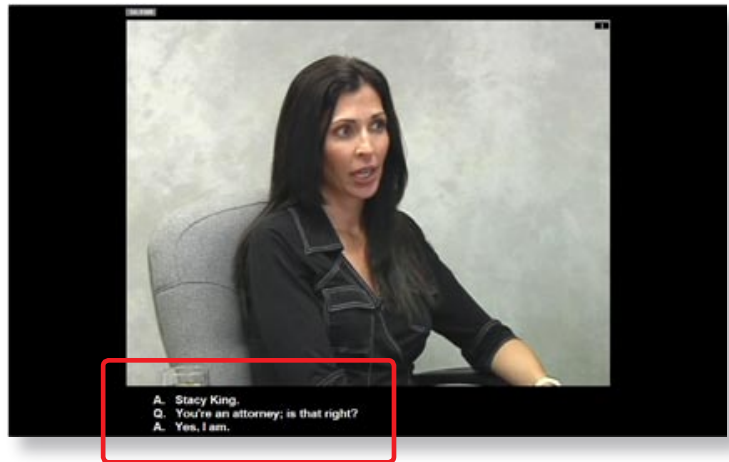 A. Stacy King.
Q. You're an attorney; is that right?
A. Yes, I am.